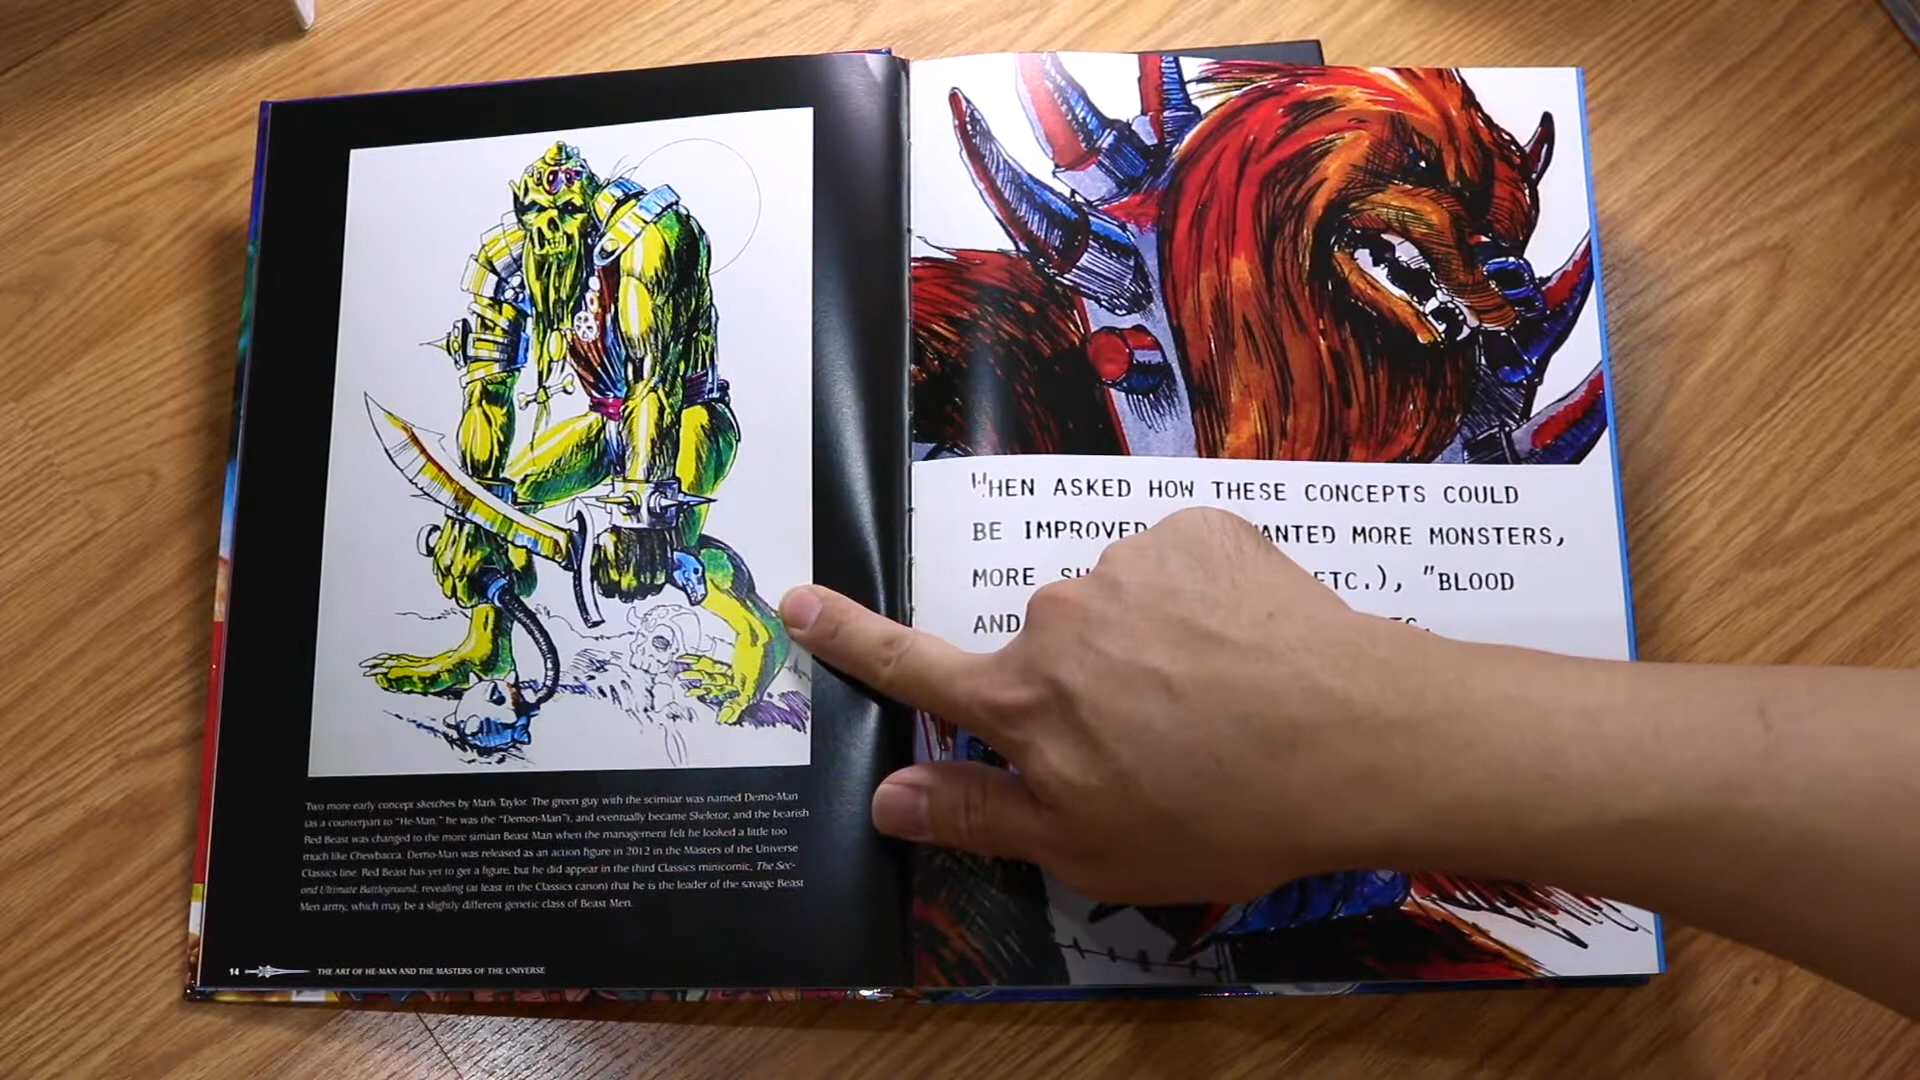 Two more early concept sketches by Mark Taylor. The green guy with the scimitar was named Demo-Man
(as a counterpart to "He-Man," he was the "Demon-Man"), and eventually became Skeletor, and the bearish
Red Beast was changed to the more simian Beast Man when the management felt he looked a little too
much like Chewbacca. Demo-Man was released as an action figure in 2012 in the Masters of the Universe
Classics line. Red Beast has yet to get a figure, but he did appear in the third Classics minicomic, The Sec-
ond Ultimate Battleground, revealing (at least in the Classics canon) that he is the leader of the savage Beast
Men army, which may be a slightly different genetic class of Beast Men.
14 THE ART OF HE-MAN AND THE MASTERS OF THE UNIVERSE
WHEN ASKED HOW THESE CONCEPTS COULD
BE IMPROVED WANTED MORE MONSTERS,
MORE ETC.), "BLOOD
AND